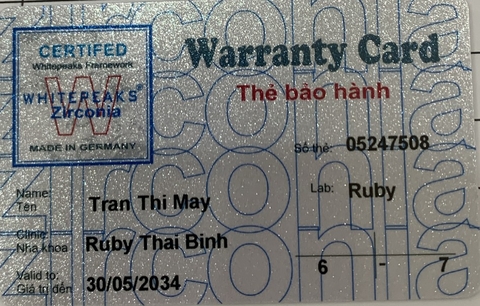 CERTIFED
Whitepeaks Framework
WHITEPEAKS®
Zirconia
MADE IN GERMANY
Warranty Card
Thẻ bảo hành
Số thẻ: 05247508
Lab: Ruby
Name:
Tên Tran Thi May
Clinic:
Nha khoa Ruby Thai Binh
Valid to:
Giá trị đến 30/05/2034
6 - 7
zirconia